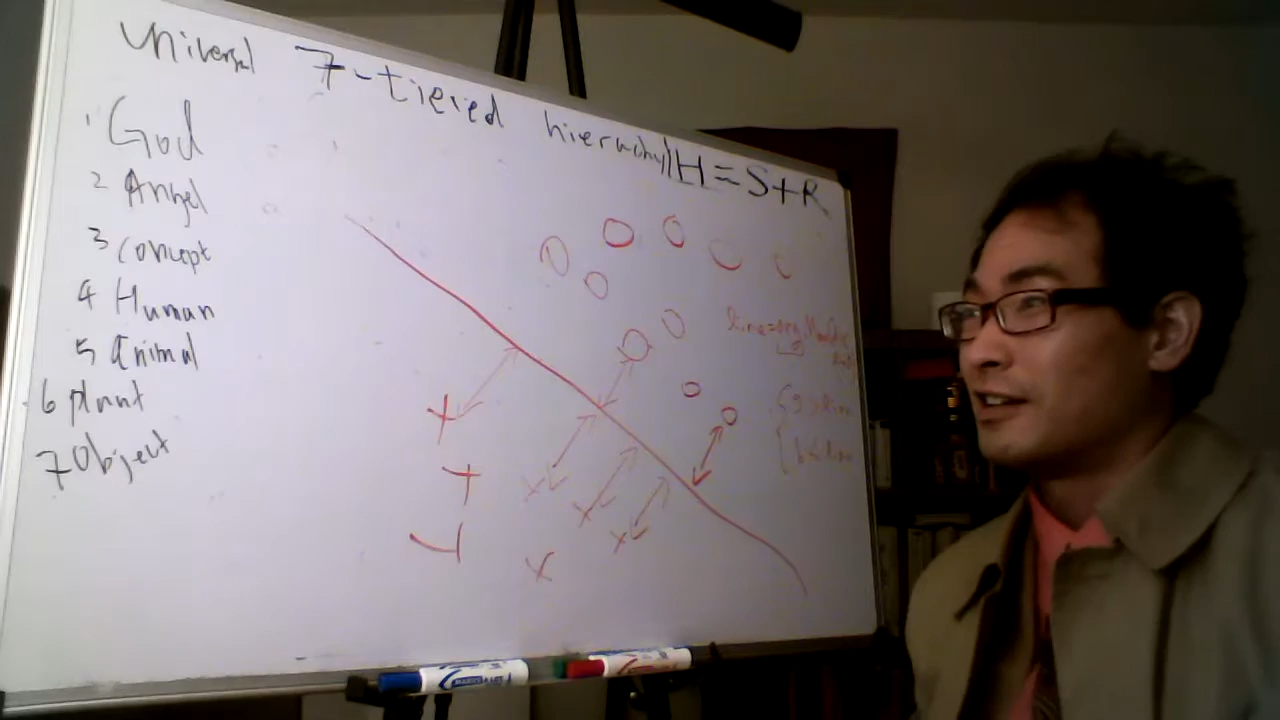 Universal 7-tiered hierarchy H=S+R
1 God
2 Angel
3 Concept
4 Human
5 Animal
6 plant
7 Object